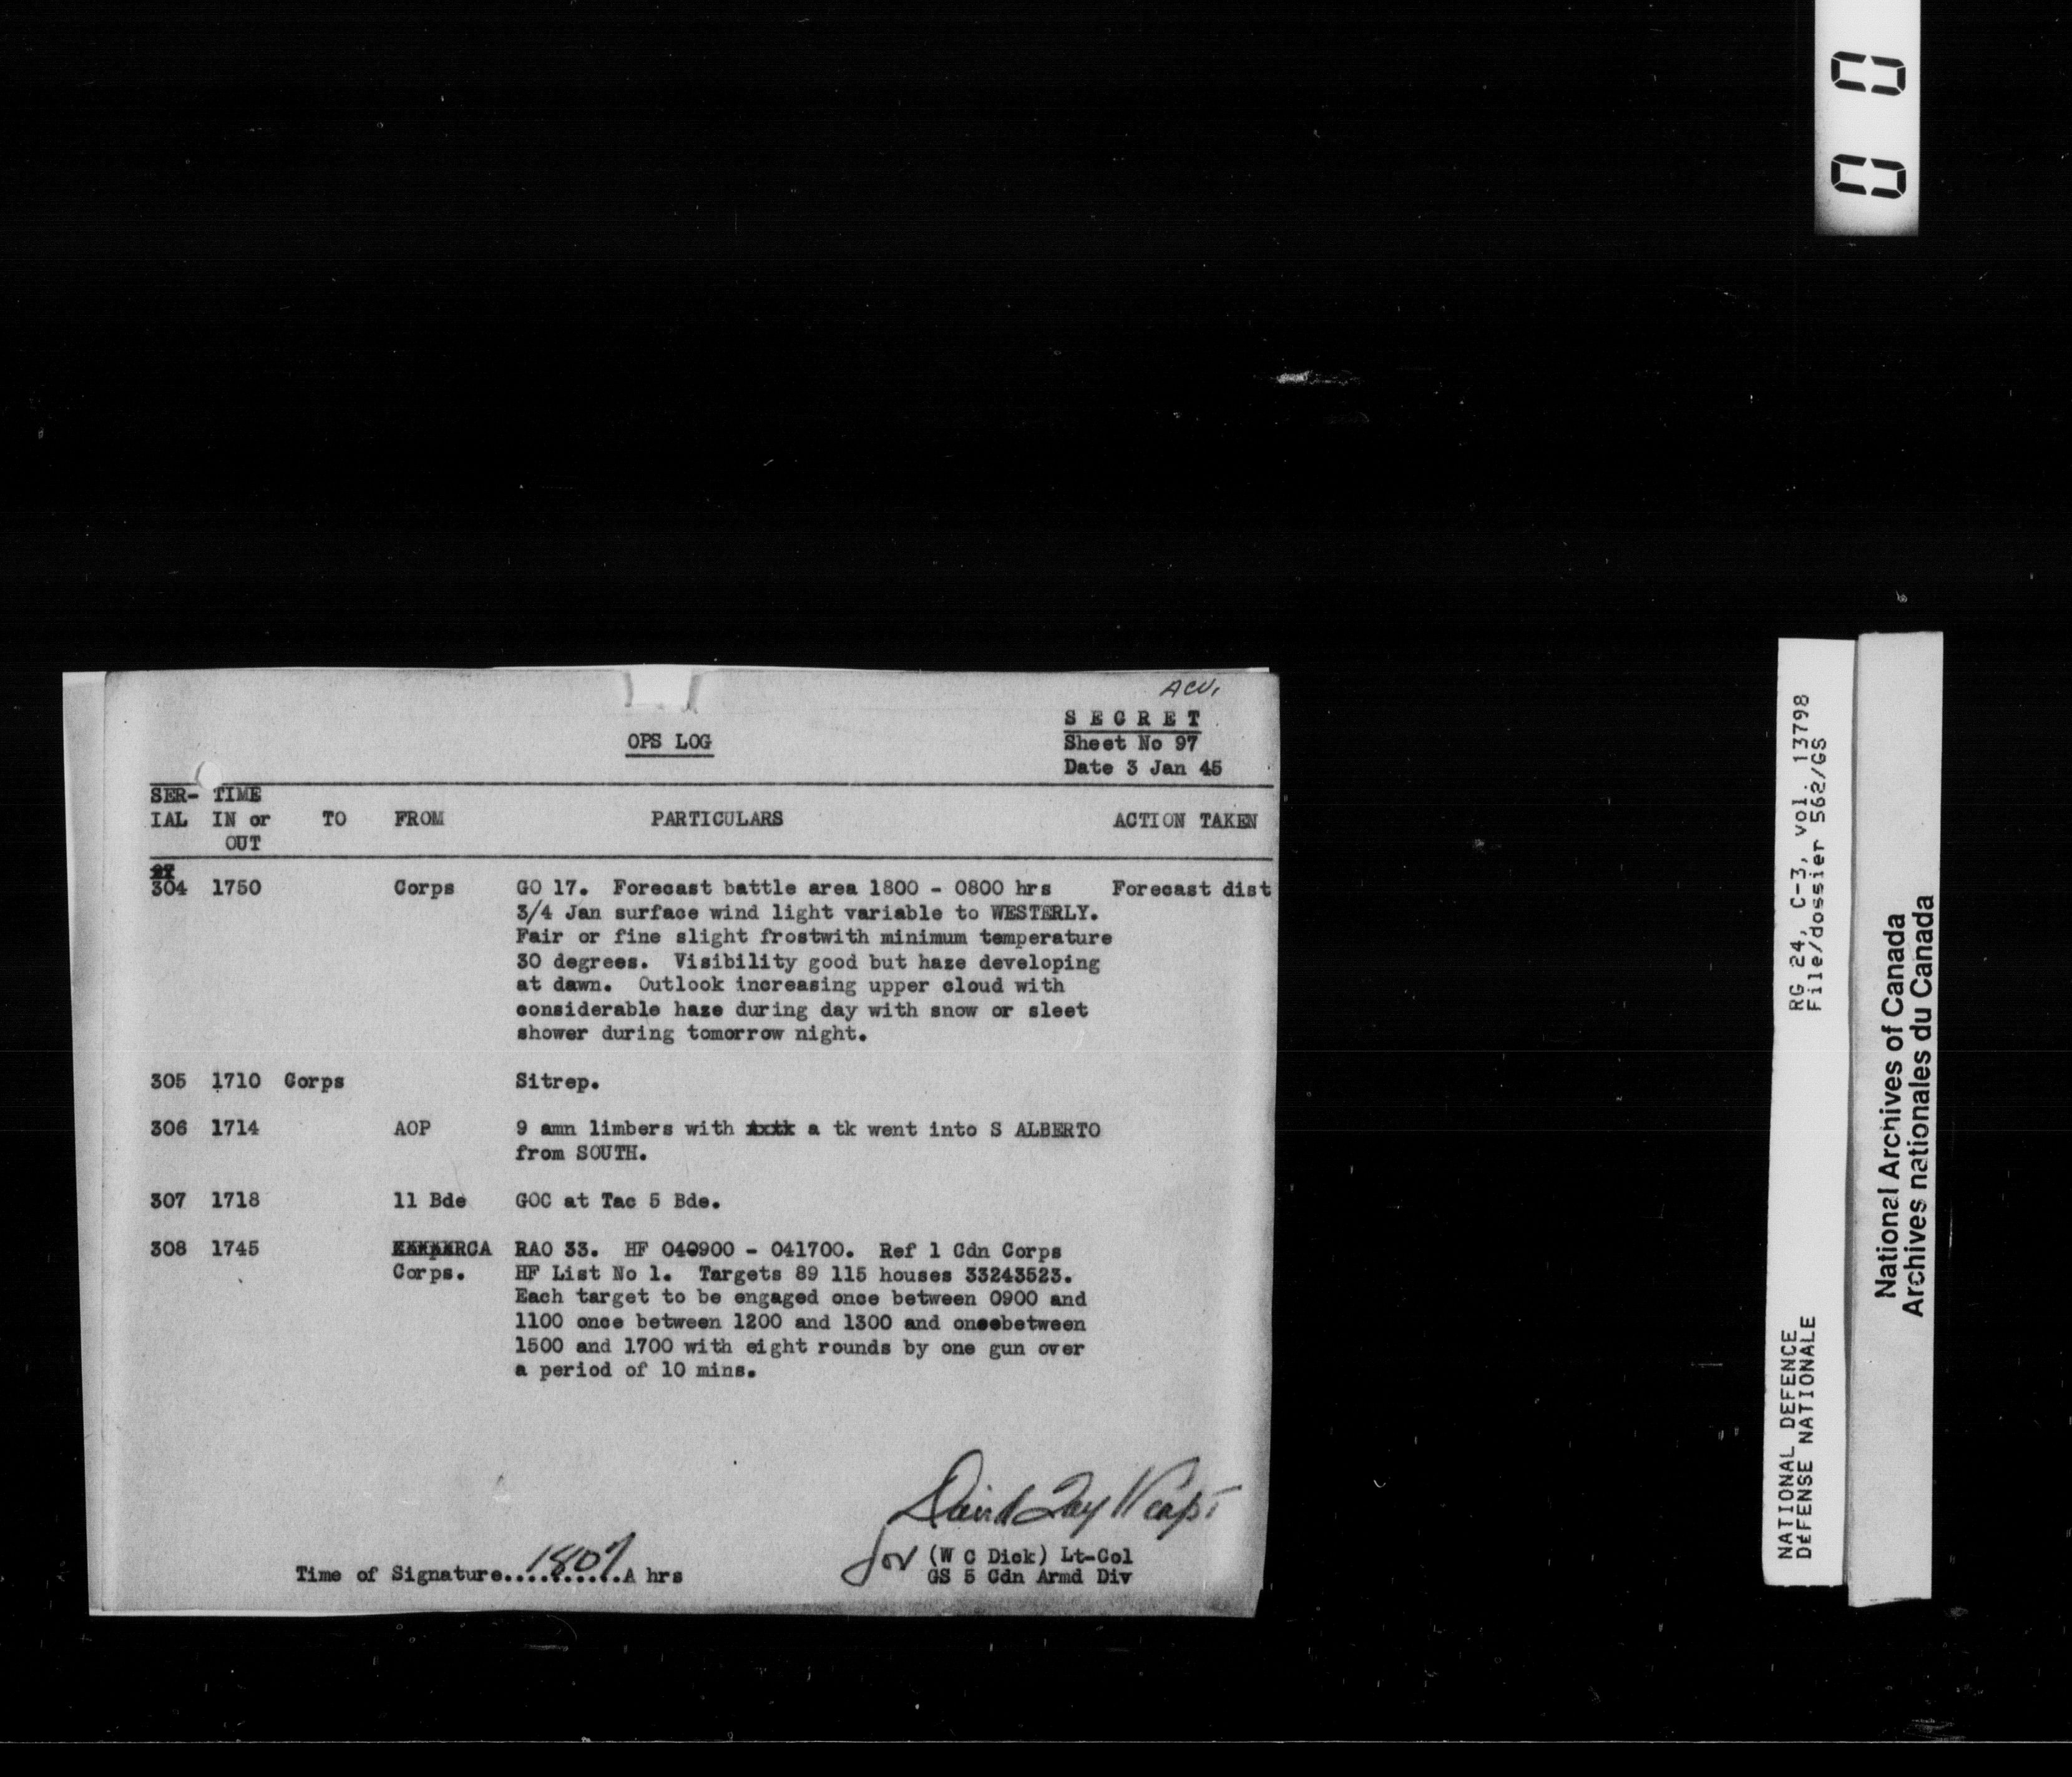 ACW,
S E C R E T
OPS LOG
Sheet No 97
Date 3 Jan 45
SER- TIME
IAL IN or TO FROM PARTICULARS ACTION TAKEN
OUT
304 1750 Corps GO 17. Forecast battle area 1800 - 0800 hrs Forecast dist
3/4 Jan surface wind light variable to WESTERLY.
Fair or fine slight frostwith minimum temperature
30 degrees. Visibility good but haze developing
at dawn. Outlook increasing upper cloud with
considerable haze during day with snow or sleet
shower during tomorrow night.
305 1710 Corps Sitrep.
306 1714 AOP 9 amn limbers with a tk went into S ALBERTO
from SOUTH.
307 1718 11 Bde GOC at Tac 5 Bde.
308 1745 RCA RAO 33. HF 040900 - 041700. Ref 1 Cdn Corps
Corps. HF List No 1. Targets 89 115 houses 33243523.
Each target to be engaged once between 0900 and
1100 once between 1200 and 1300 and oncebetween
1500 and 1700 with eight rounds by one gun over
a period of 10 mins.
Capt
for (W C Dick) Lt-Col
Time of Signature...1807...A hrs
GS 5 Cdn Armd Div
RG 24, C-3, vol. 13798
File/dossier 562/GS
NATIONAL DEFENCE
DÉFENSE NATIONALE
National Archives of Canada
Archives nationales du Canada
00